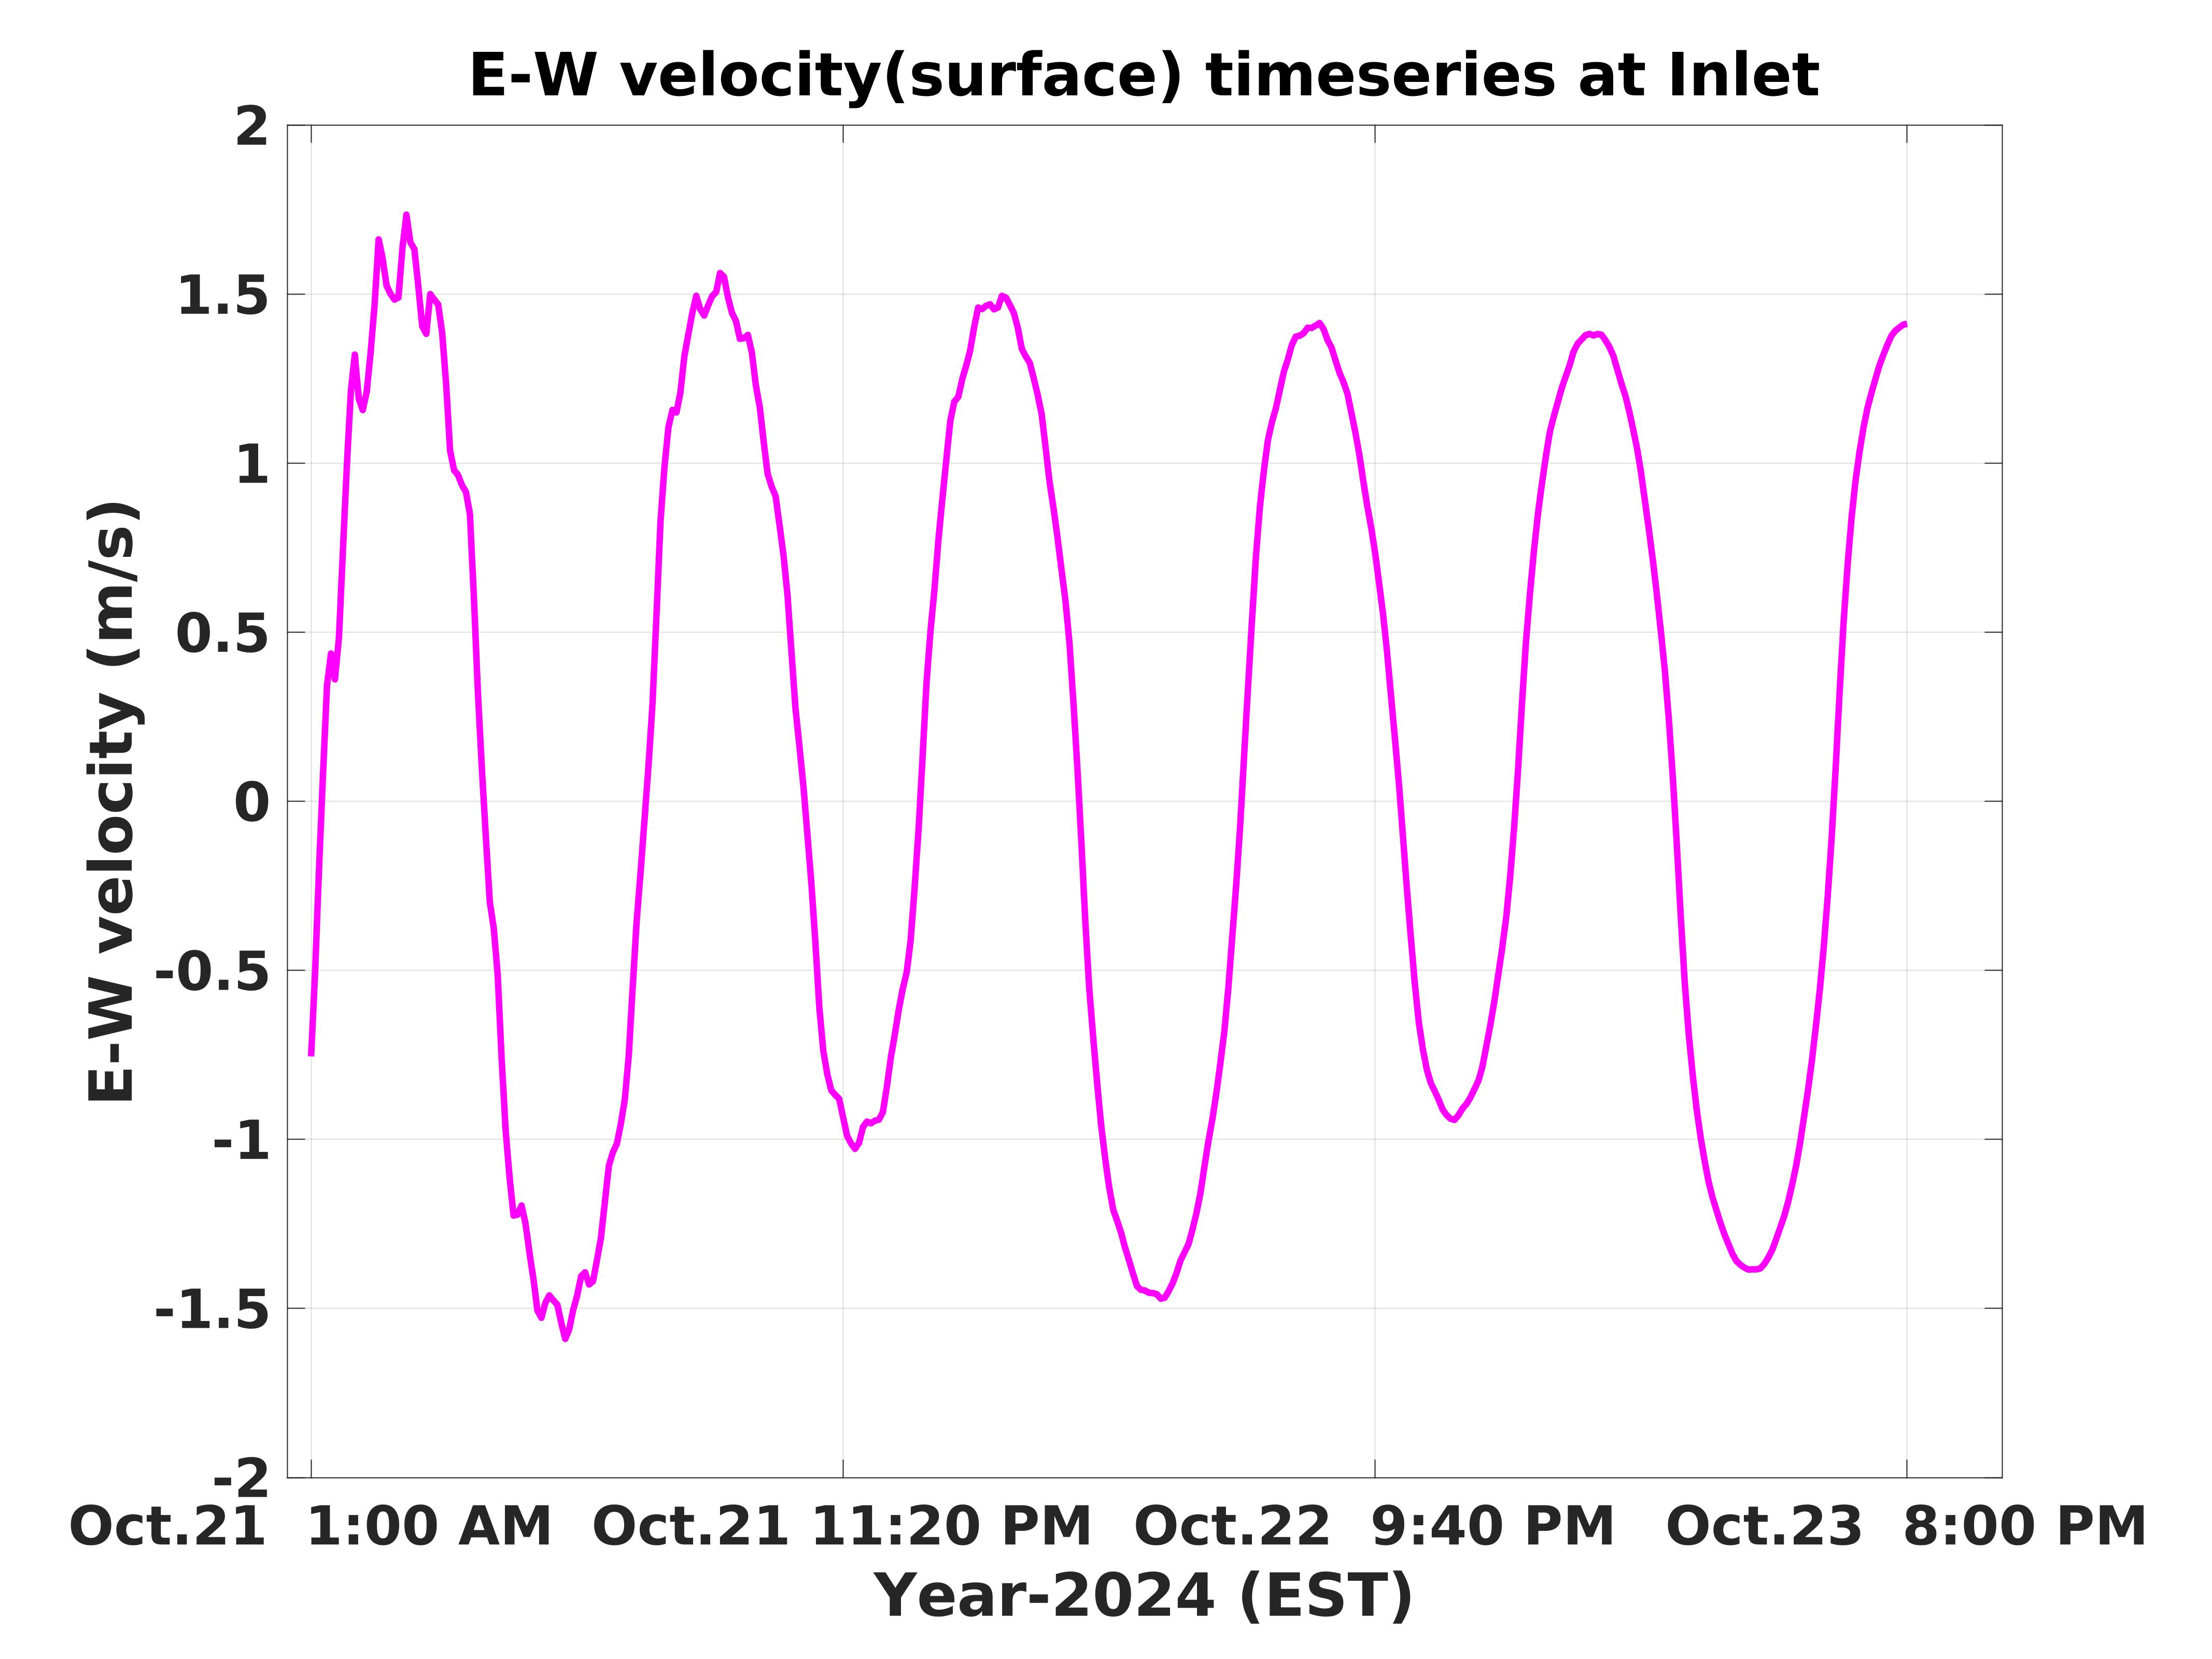 E-W velocity(surface) timeseries at Inlet
2
1.5
1
0.5
0
-0.5
-1
-1.5
-2
E-W velocity (m/s)
Oct.21 1:00 AM
Oct.21 11:20 PM
Oct.22 9:40 PM
Oct.23 8:00 PM
Year-2024 (EST)